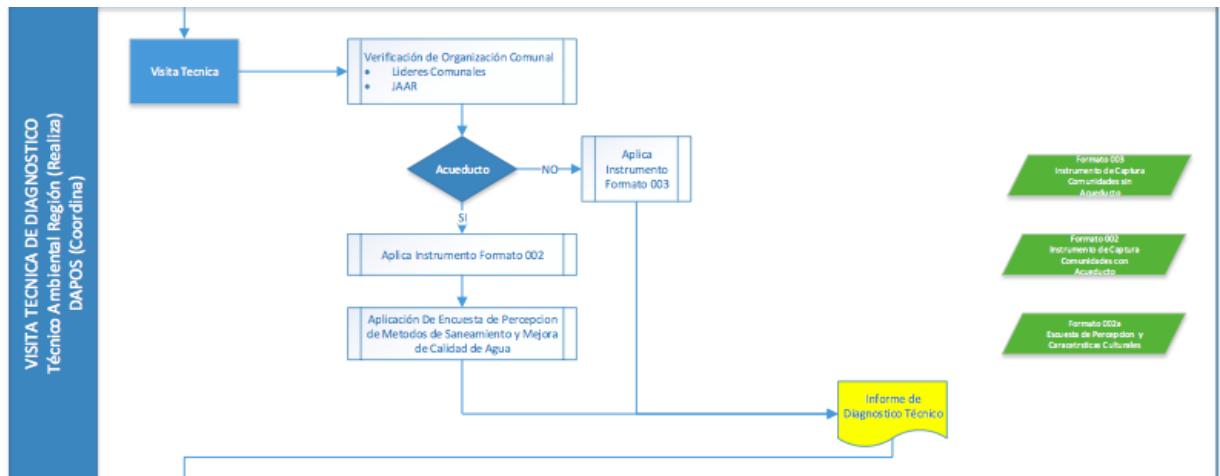 VISITA TECNICA DE DIAGNOSTICO
Técnico Ambiental Región (Realiza)
DAPOS (Coordina)
Visita Tecnica
Verificación de Organización Comunal
• Lideres Comunales
• JAAR
Acueducto
NO
Aplica
Instrumento
Formato 003
SI
Aplica Instrumento Formato 002
Aplicación De Encuesta de Percepcion
de Metodos de Saneamiento y Mejora
de Calidad de Agua
Informe de
Diagnostico Técnico
Formato 003
Instrumento de Captura
Comunidades sin
Acueducto
Formato 002
Instrumento de Captura
Comunidades con
Acueducto
Formato 002a
Escuesta de Percepcion y
Caracetrsticas Culturales